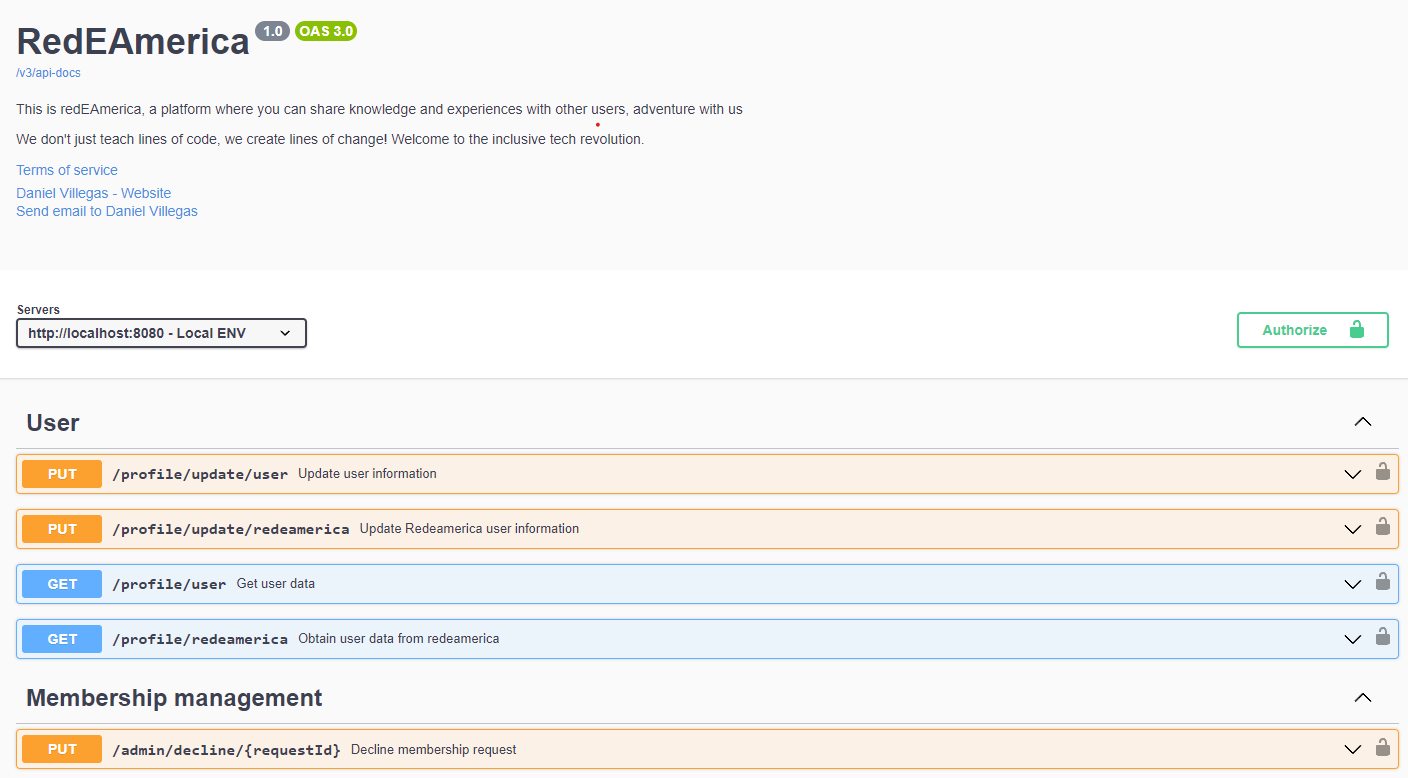 RedEAmerica 1.0 OAS 3.0
/v3/api-docs
This is redEAmerica, a platform where you can share knowledge and experiences with other users, adventure with us
We don't just teach lines of code, we create lines of change! Welcome to the inclusive tech revolution.
Terms of service
Daniel Villegas - Website
Send email to Daniel Villegas
Servers
http://localhost:8080 - Local ENV
Authorize
User
PUT /profile/update/user Update user information
PUT /profile/update/redeamerica Update Redeamerica user information
GET /profile/user Get user data
GET /profile/redeamerica Obtain user data from redeamerica
Membership management
PUT /admin/decline/{requestId} Decline membership request